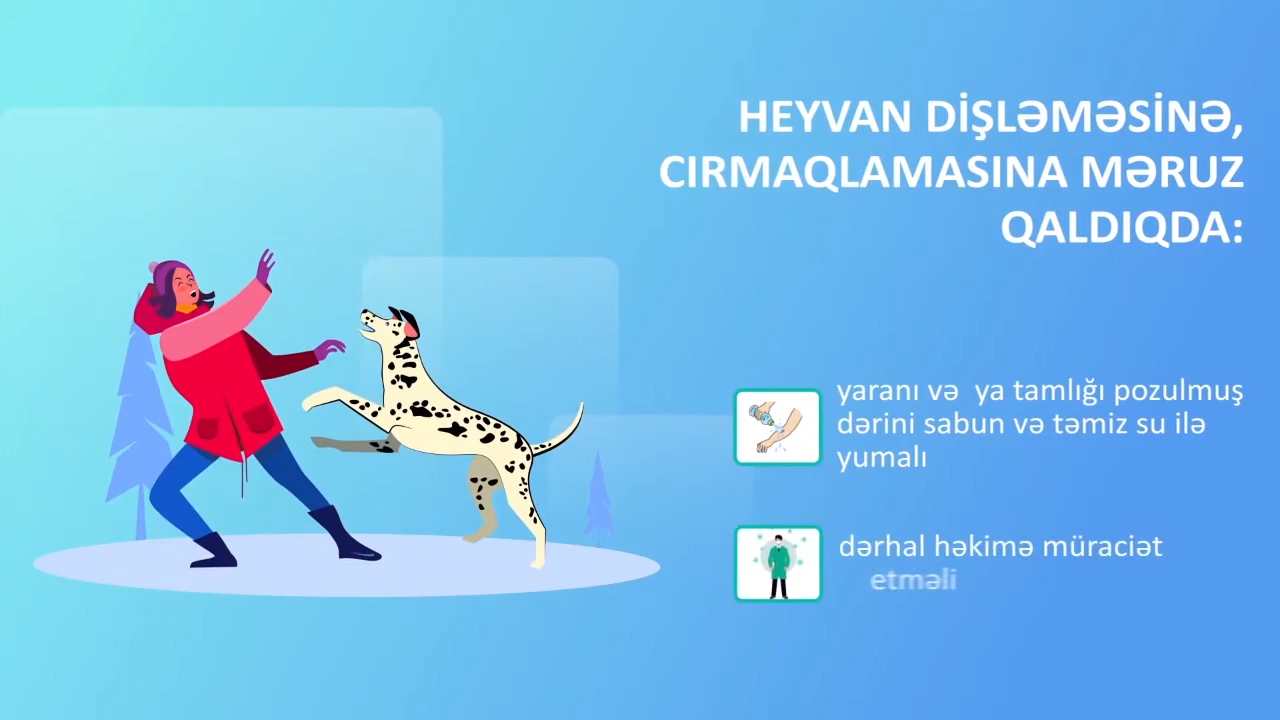 HEYVAN DİŞLƏMƏSİNƏ,
CIRMAQLAMASINA MƏRUZ
QALDIQDA:
yaranı və  ya tamlığı pozulmuş
dərini sabun və təmiz su ilə
yumalı
dərhal həkimə müraciət
etməli